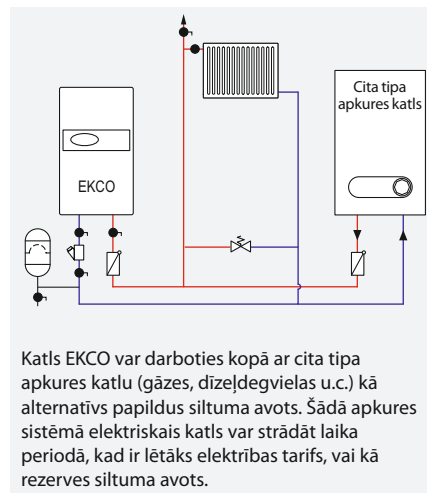 Cita tipa
apkures katls
EKCO
Katls EKCO var darboties kopā ar cita tipa
apkures katlu (gāzes, dīzeļdegvielas u.c.) kā
alternatīvs papildus siltuma avots. Šādā apkures
sistēmā elektriskais katls var strādāt laika
periodā, kad ir lētāks elektrības tarifs, vai kā
rezerves siltuma avots.